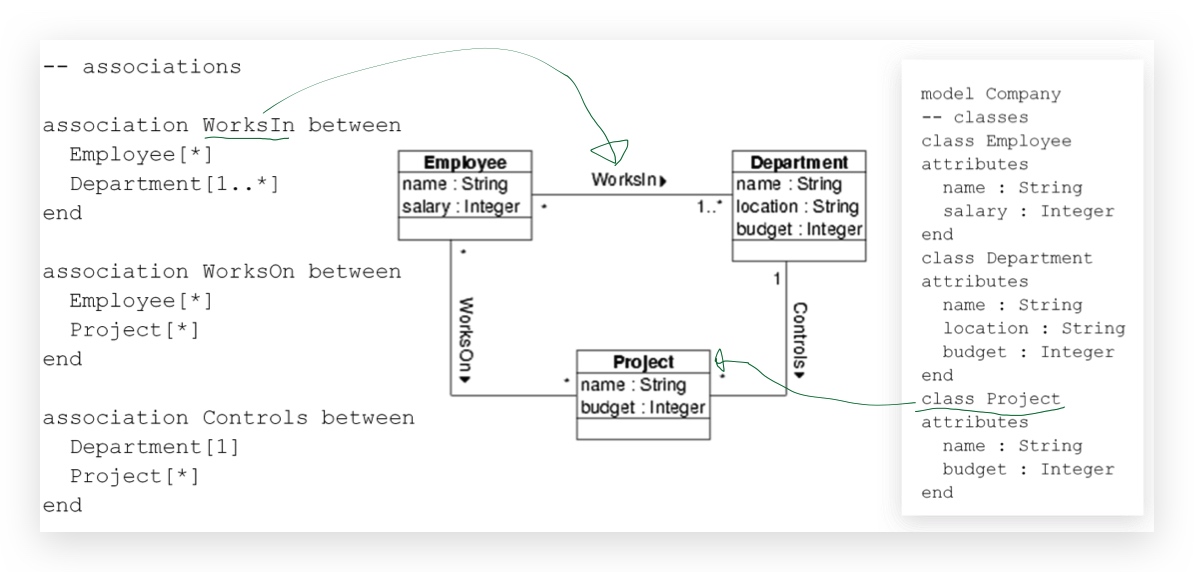 -- associations
association WorksIn between
Employee[*]
Department[1..*]
end
association WorksOn between
Employee[*]
Project[*]
end
association Controls between
Department[1]
Project[*]
end
Employee
name : String
salary : Integer
*
*
WorksIn
1..*
Department
name : String
location : String
budget : Integer
1
WorksOn
Controls
*
Project
name : String
budget : Integer
*
model Company
-- classes
class Employee
attributes
name : String
salary : Integer
end
class Department
attributes
name : String
location : String
budget : Integer
end
class Project
attributes
name : String
budget : Integer
end